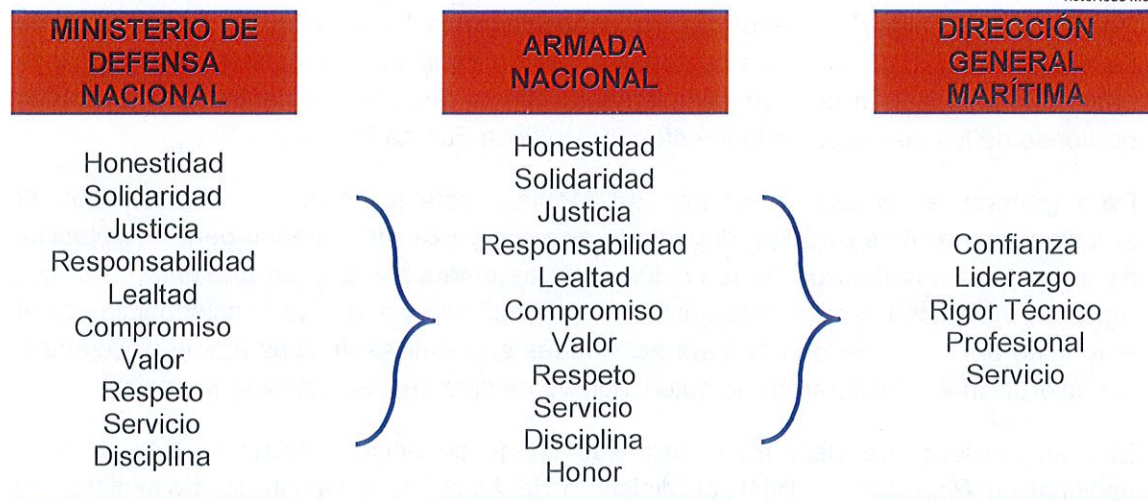 MINISTERIO DE
DEFENSA
NACIONAL
Honestidad
Solidaridad
Justicia
Responsabilidad
Lealtad
Compromiso
Valor
Respeto
Servicio
Disciplina
ARMADA
NACIONAL
Honestidad
Solidaridad
Justicia
Responsabilidad
Lealtad
Compromiso
Valor
Respeto
Servicio
Disciplina
Honor
DIRECCIÓN
GENERAL
MARÍTIMA
Confianza
Liderazgo
Rigor Técnico
Profesional
Servicio